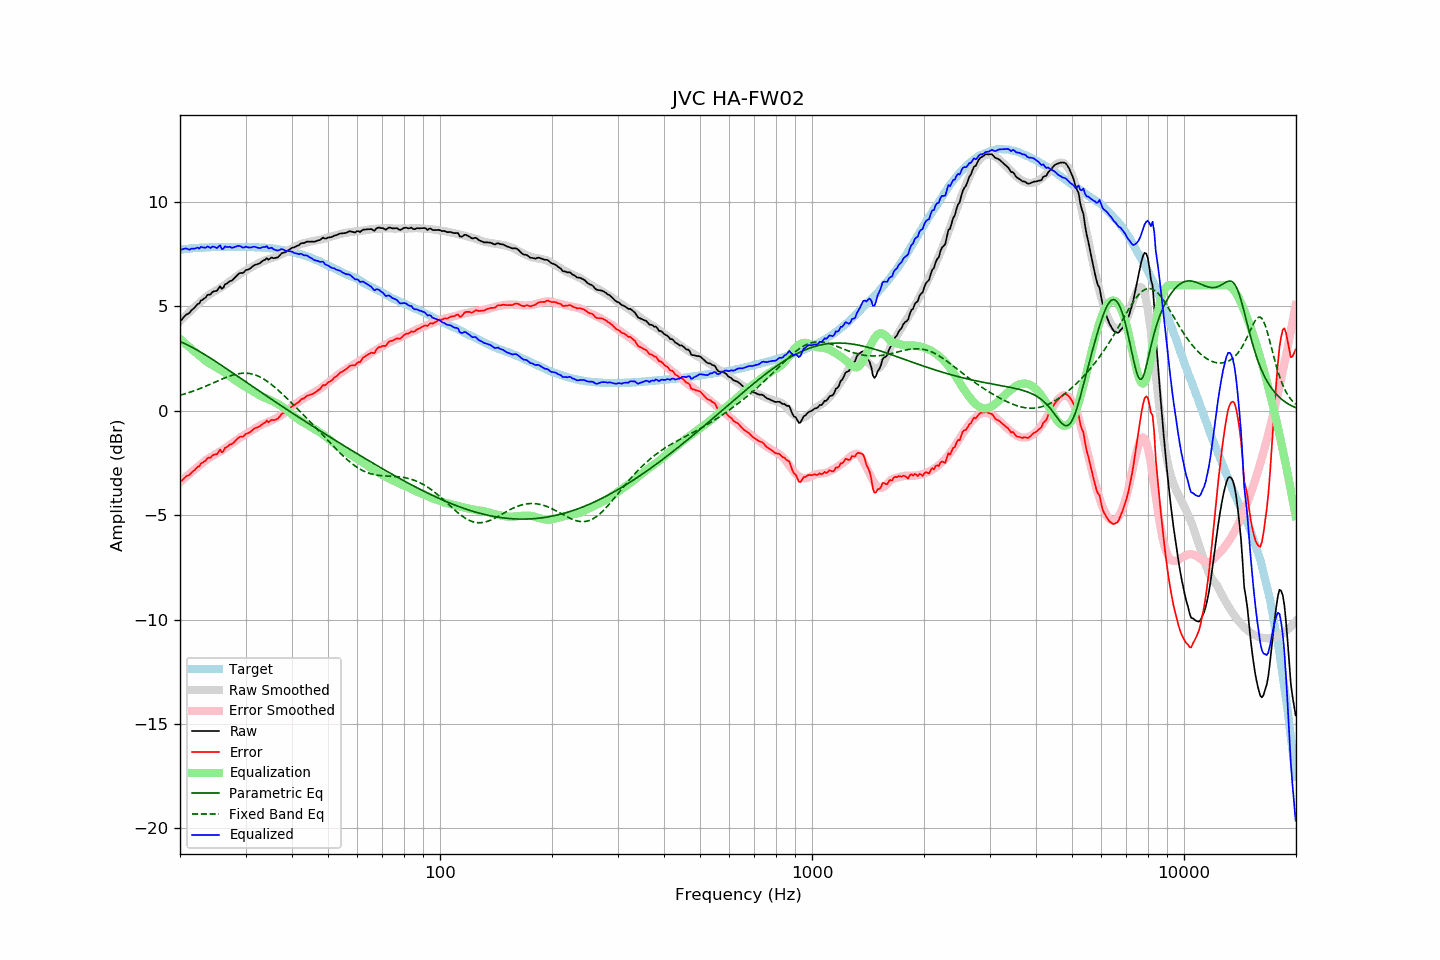 JVC HA-FW02
Amplitude (dBr)
10
5
0
−5
−10
−15
−20
Target
Raw Smoothed
Error Smoothed
Raw
Error
Equalization
Parametric Eq
Fixed Band Eq
Equalized
100
1000
10000
Frequency (Hz)